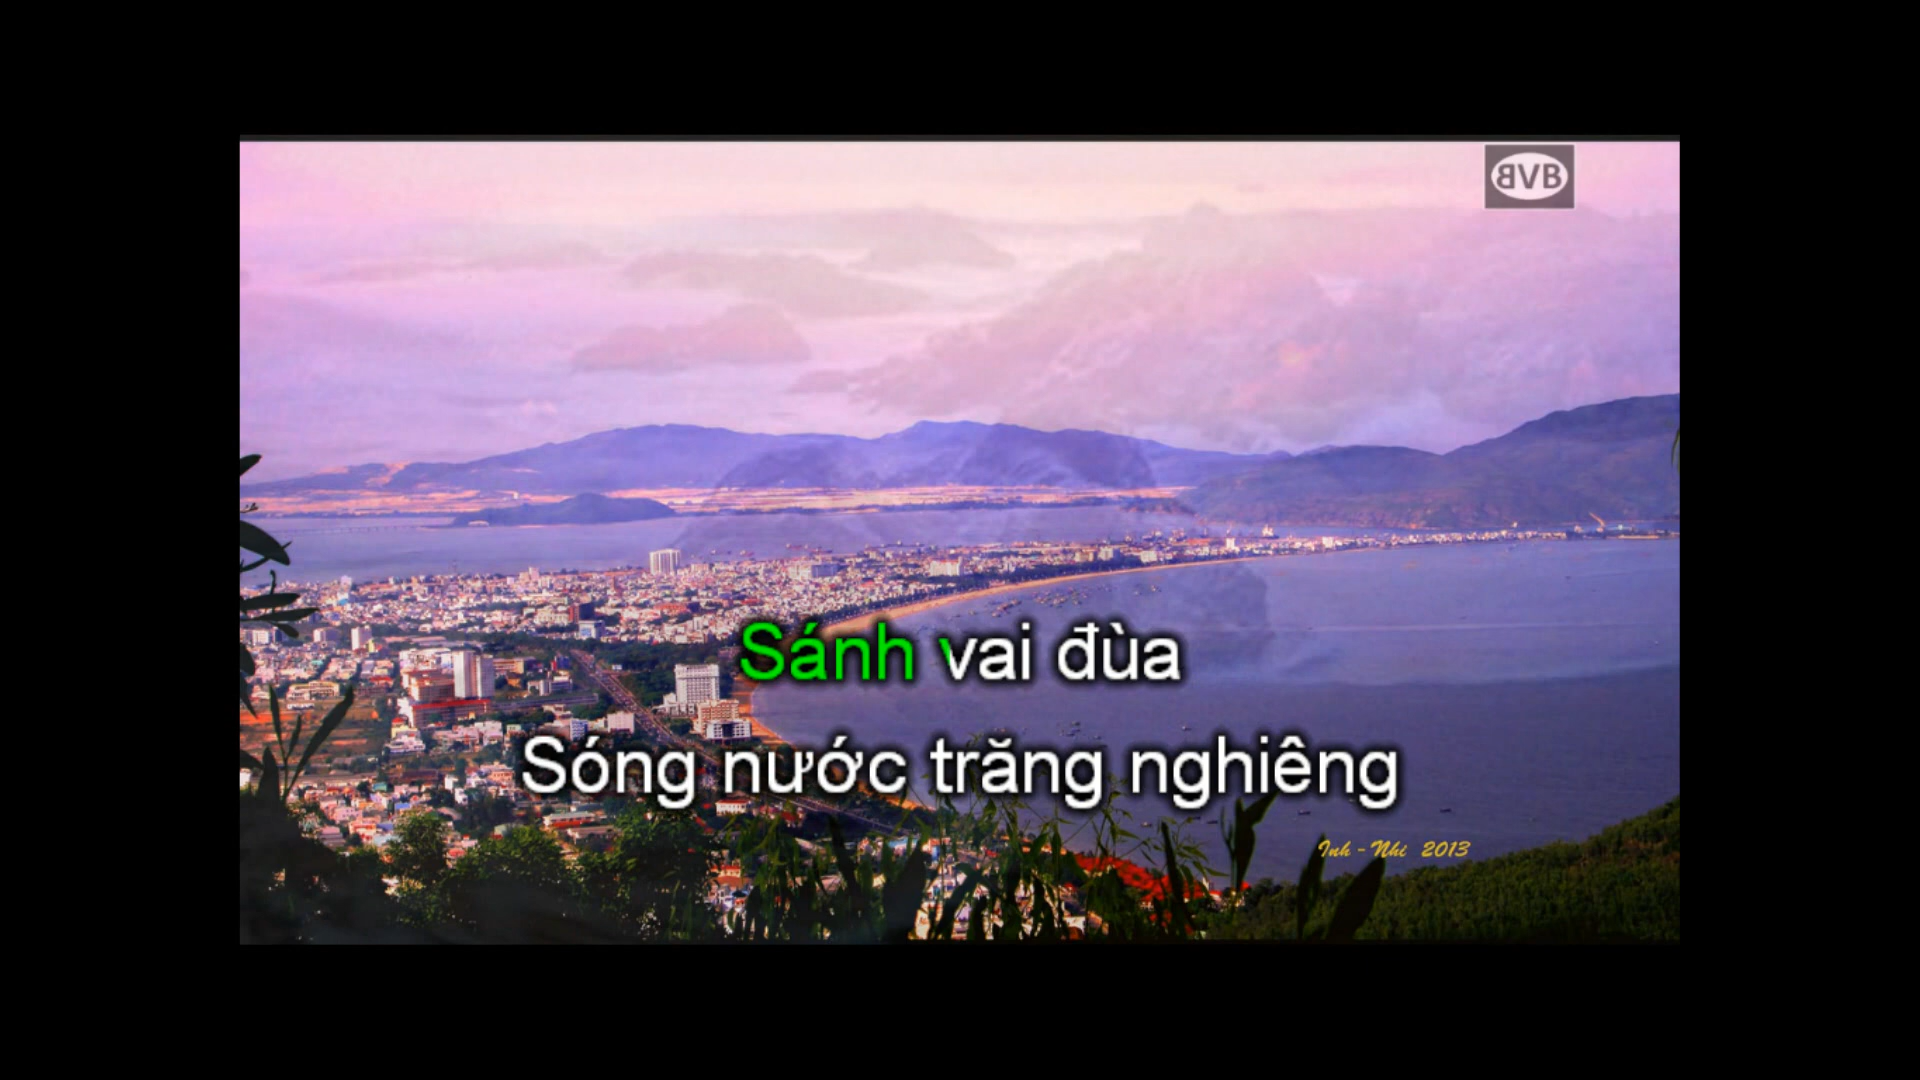 BVB
Sánh vai đùa
Sóng nước trăng nghiêng
Inh - Nhi 2013